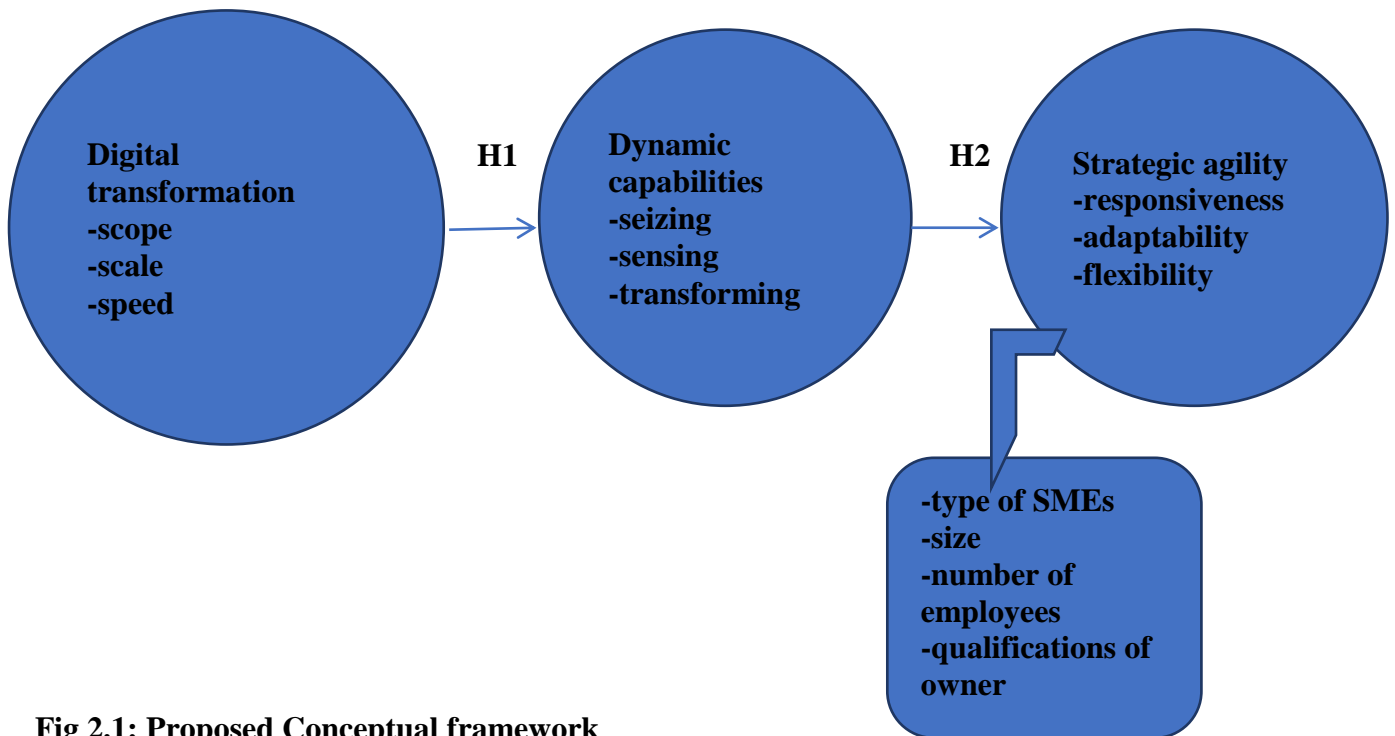 Digital
transformation
-scope
-scale
-speed
H1
Dynamic
capabilities
-seizing
-sensing
-transforming
H2
Strategic agility
-responsiveness
-adaptability
-flexibility
-type of SMEs
-size
-number of
employees
-qualifications of
owner
Fig 2.1: Proposed Conceptual framework